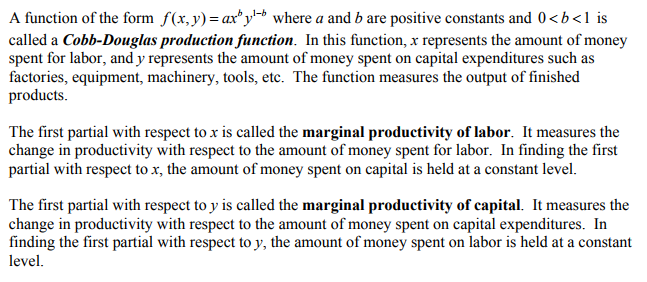 A function of the form f(x,y) = ax^b y^{1-b} where a and b are positive constants and 0 < b < 1 is
called a Cobb-Douglas production function. In this function, x represents the amount of money
spent for labor, and y represents the amount of money spent on capital expenditures such as
factories, equipment, machinery, tools, etc. The function measures the output of finished
products.
The first partial with respect to x is called the marginal productivity of labor. It measures the
change in productivity with respect to the amount of money spent for labor. In finding the first
partial with respect to x, the amount of money spent on capital is held at a constant level.
The first partial with respect to y is called the marginal productivity of capital. It measures the
change in productivity with respect to the amount of money spent on capital expenditures. In
finding the first partial with respect to y, the amount of money spent on labor is held at a constant
level.